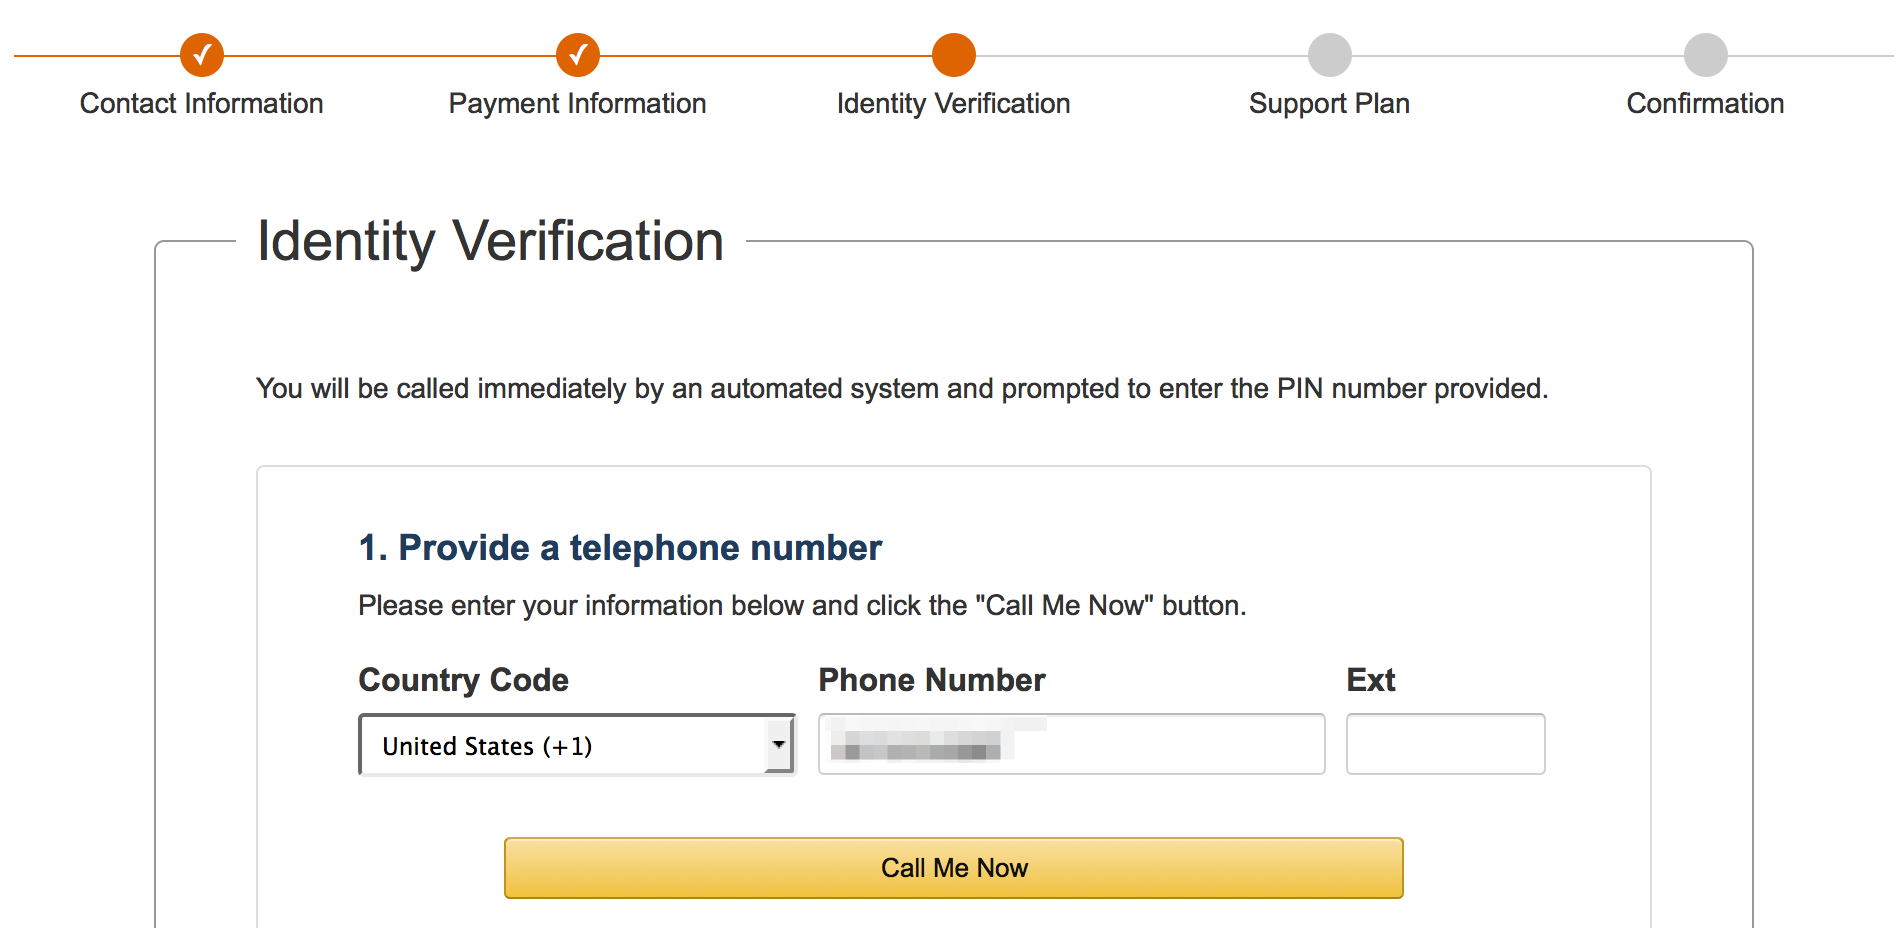 Contact Information
Payment Information
Identity Verification
Support Plan
Confirmation
Identity Verification
You will be called immediately by an automated system and prompted to enter the PIN number provided.
1. Provide a telephone number
Please enter your information below and click the "Call Me Now" button.
Country Code
Phone Number
Ext
United States (+1)
Call Me Now